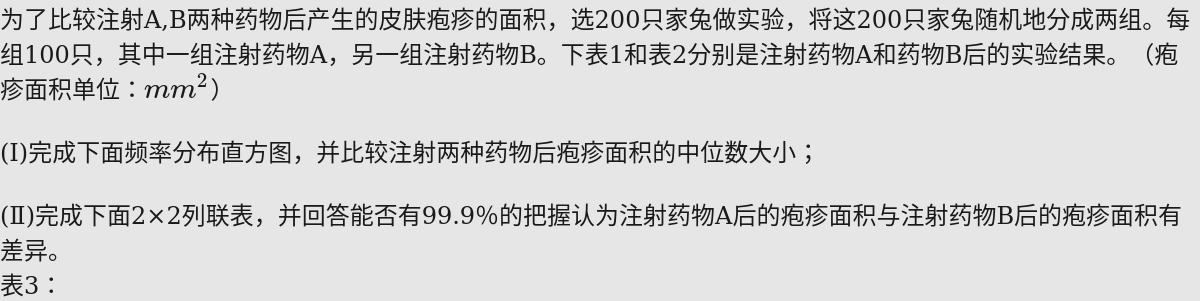 为了比较注射A,B两种药物后产生的皮肤疱疹的面积，选200只家兔做实验，将这200只家兔随机地分成两组。每
组100只，其中一组注射药物A，另一组注射药物B。下表1和表2分别是注射药物A和药物B后的实验结果。（疱
疹面积单位：$mm^2$）
(Ⅰ)完成下面频率分布直方图，并比较注射两种药物后疱疹面积的中位数大小；
(Ⅱ)完成下面2×2列联表，并回答能否有99.9%的把握认为注射药物A后的疱疹面积与注射药物B后的疱疹面积有
差异。
表3：